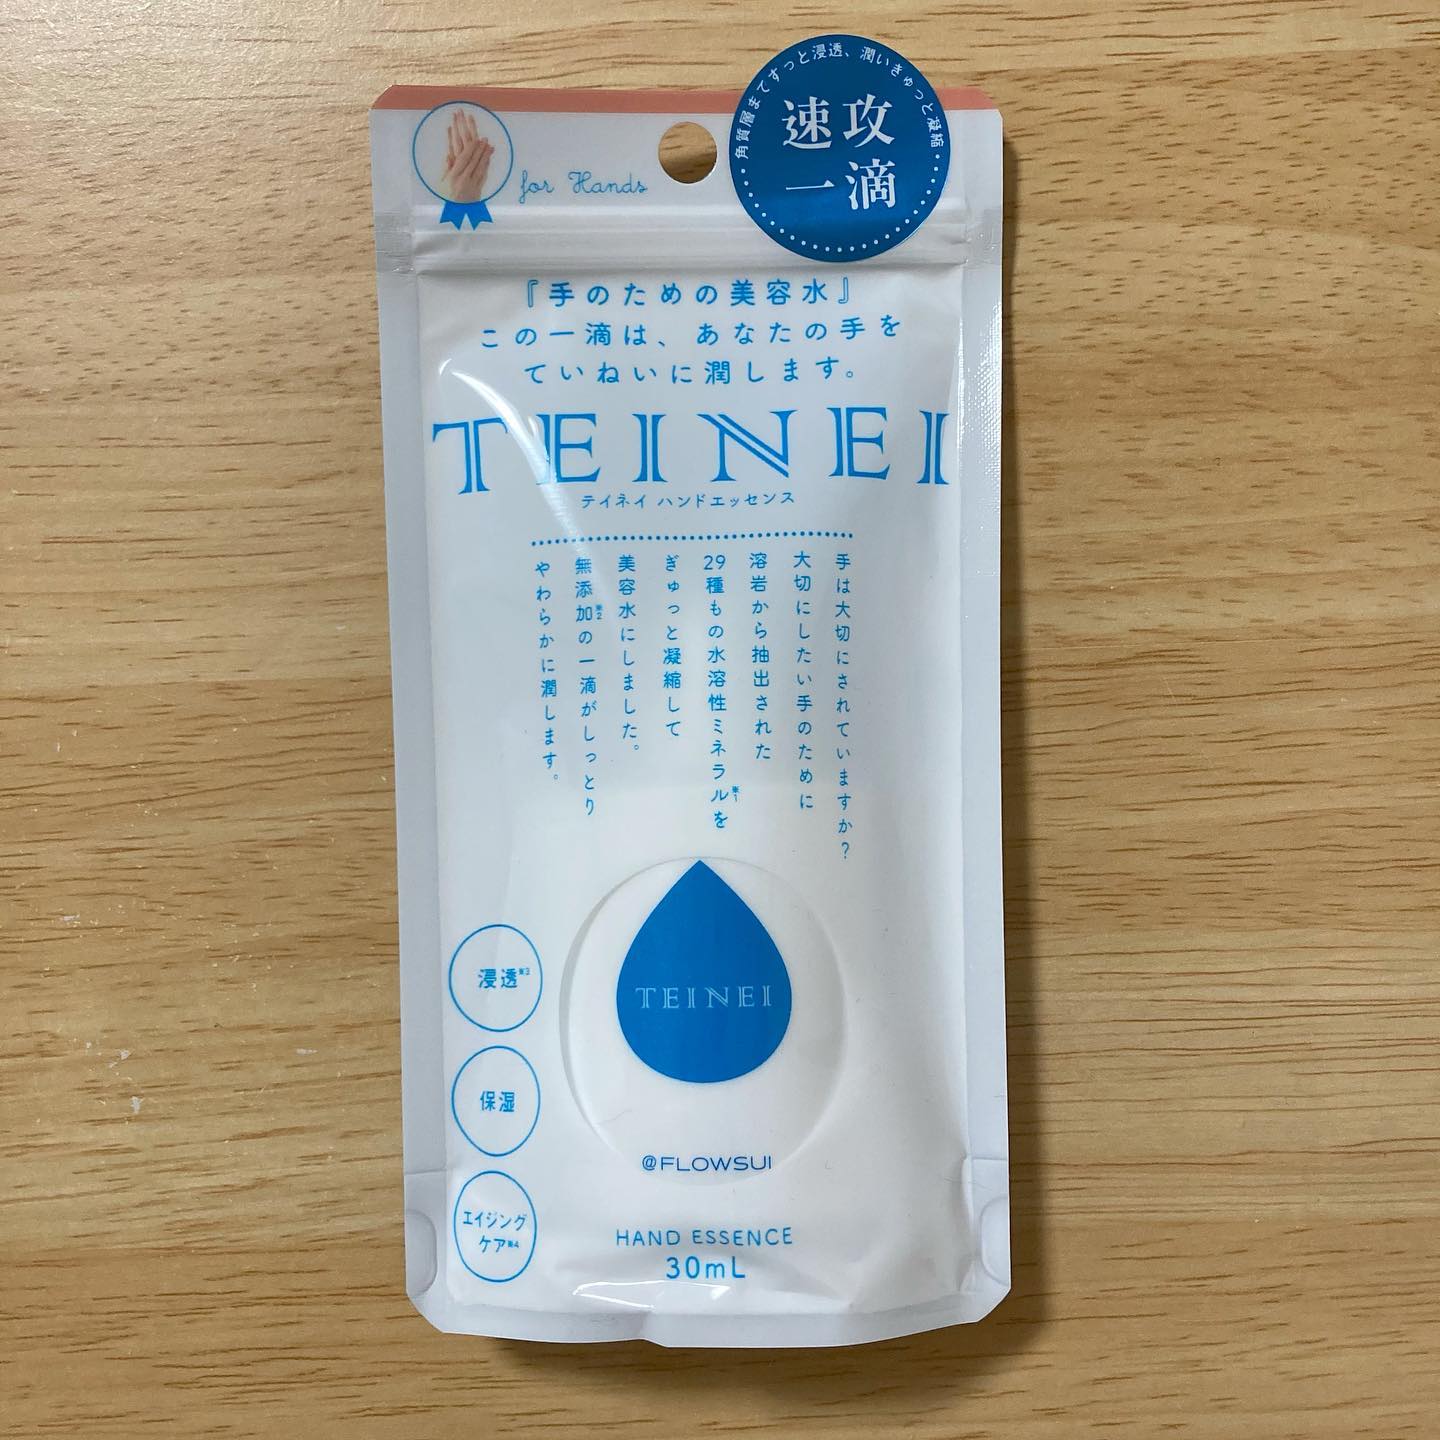 角質層まですっと浸透、潤いきゅっと凝縮
速攻
一滴
for Hands
『手のための美容水』
この一滴は、あなたの手を
ていねいに潤します。
TEINEI
テイネイ ハンドエッセンス
手は大切にされていますか?
大切にしたい手のために
溶岩から抽出された
29種もの水溶性ミネラル※1を
ぎゅっと凝縮して
美容水にしました。
無添加※2の一滴がしっとり
やわらかに潤します。
TEINEI
浸透※3
保湿
エイジング
ケア※4
@FLOWSUI
HAND ESSENCE
30mL